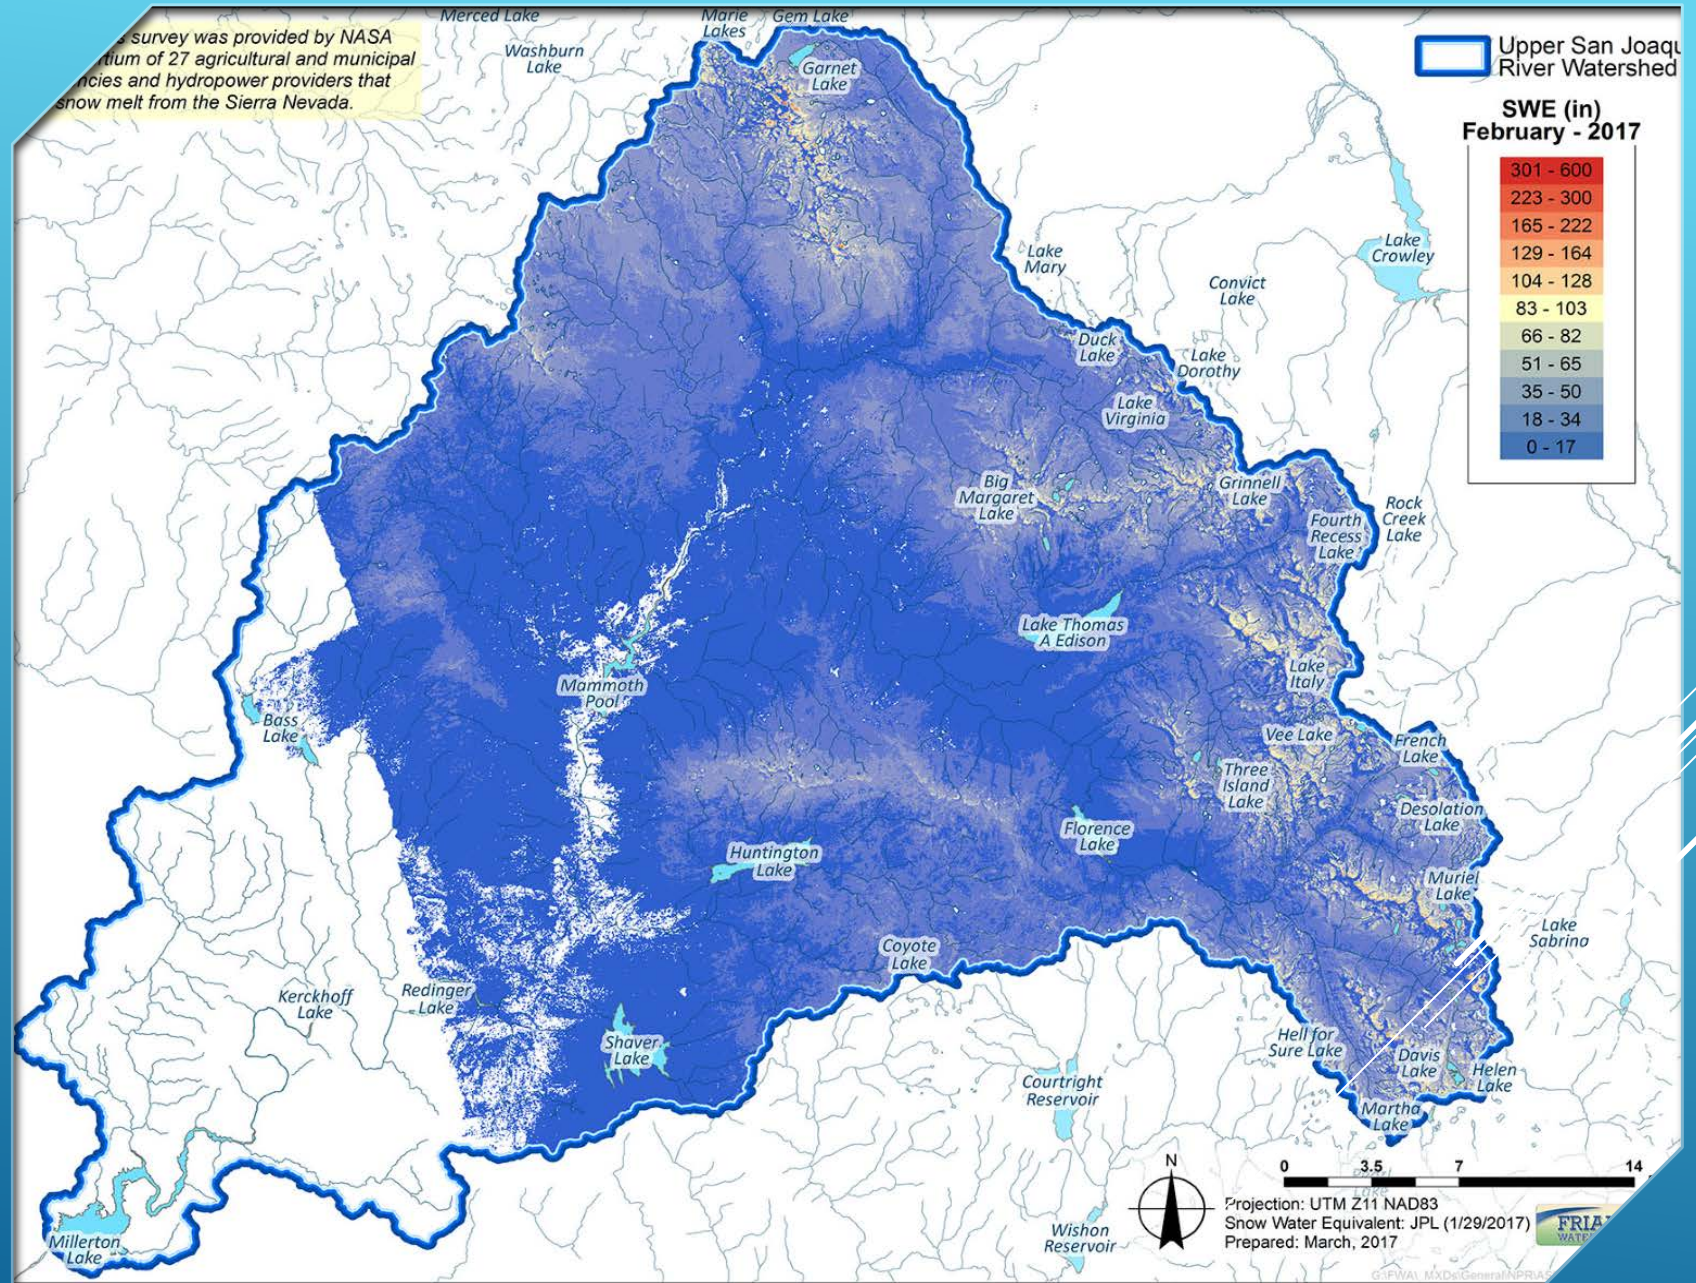 survey was provided by NASA
of 27 agricultural and municipal
and hydropower providers that
snow melt from the Sierra Nevada.
Merced Lake
Marie
Lakes
Gem Lake
Washburn
Lake
Garnet
Lake
Upper San
River Watershed
SWE (in)
February - 2017
301 - 600
223 - 300
165 - 222
129 - 164
104 - 128
83 - 103
66 - 82
51 - 65
35 - 50
18 - 34
0 - 17
Lake
Crowley
Lake
Mary
Convict
Lake
Duck
Lake
Lake
Dorothy
Lake
Virginia
Big
Margaret
Lake
Grinnell
Lake
Fourth
Recess
Lake
Rock
Creek
Lake
Lake Thomas
A Edison
Lake
Italy
Mammoth
Pool
Bass
Lake
Vee Lake
French
Lake
Three
Island
Lake
Desolation
Lake
Florence
Lake
Huntington
Lake
Muriel
Lake
Lake
Sabrina
Coyote
Lake
Kerckhoff
Lake
Redinger
Lake
Shaver
Lake
Hell for
Sure Lake
Davis
Lake
Helen
Lake
Courtright
Reservoir
Martha
Lake
Millerton
Lake
Wishon
Reservoir
N
0 3.5 7 14
Lake
Projection: UTM Z11 NAD83
Snow Water Equivalent: JPL (1/29/2017)
Prepared: March, 2017